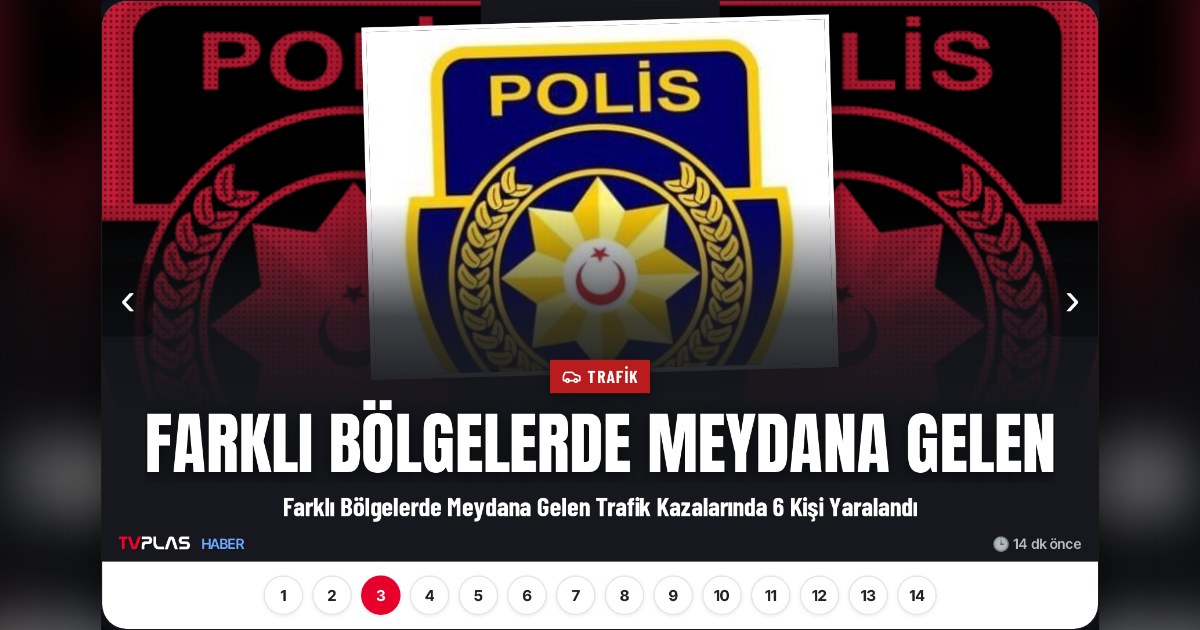 POLİS
LİS
POLİS
TRAFİK
FARKLI BÖLGELERDE MEYDANA GELEN
Farklı Bölgelerde Meydana Gelen Trafik Kazalarında 6 Kişi Yaralandı
TVPLAS HABER
14 dk önce
1 2 3 4 5 6 7 8 9 10 11 12 13 14